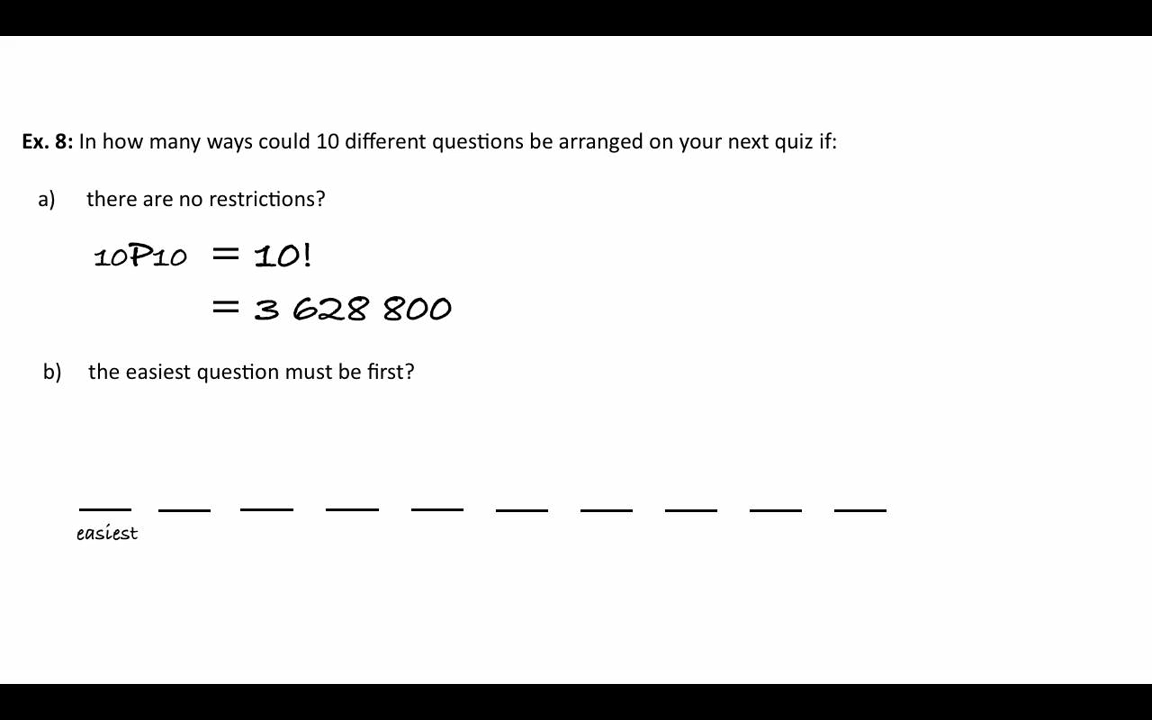 Ex. 8: In how many ways could 10 different questions be arranged on your next quiz if:
a) there are no restrictions?
10P10 = 10!
= 3 628 800
b) the easiest question must be first?
easiest